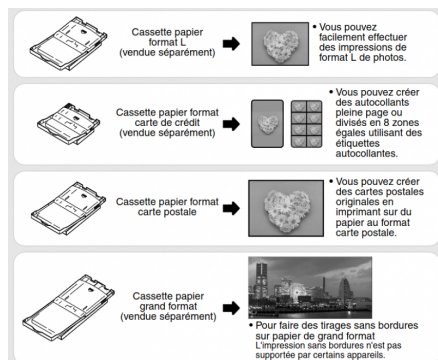 Cassette papier
format L
(vendue séparément)
• Vous pouvez
facilement effectuer
des impressions de
format L de photos.
Cassette papier format
carte de crédit
(vendue séparément)
• Vous pouvez créer
des autocollants
pleine page ou
divisés en 8 zones
égales utilisant des
étiquettes
autocollantes.
Cassette papier format
carte postale
• Vous pouvez créer
des cartes postales
originales en
imprimant sur du
papier au format
carte postale.
Cassette papier
grand format
(vendue séparément)
• Pour faire des tirages sans bordures
sur papier de grand format
L'impression sans bordures n'est pas
supportée par certains appareils.